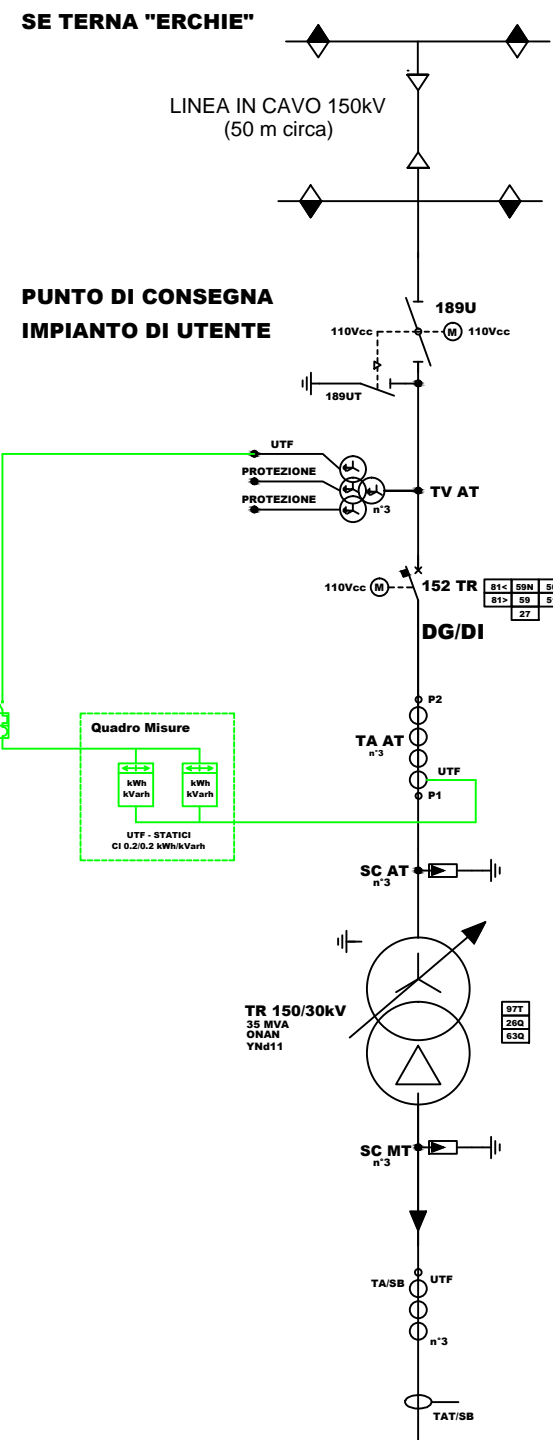 SE TERNA "ERCHIE"
LINEA IN CAVO 150kV
(50 m circa)
PUNTO DI CONSEGNA
IMPIANTO DI UTENTE
189U
110Vcc
M
110Vcc
189UT
UTF
PROTEZIONE
PROTEZIONE
n°3
TV AT
110Vcc
M
152 TR
81< 59N
81> 59
27
DG/DI
P2
TA AT
n°3
UTF
P1
Quadro Misure
kWh
kVarh
kWh
kVarh
UTF - STATICI
Cl 0.2/0.2 kWh/kVarh
SC AT
n°3
TR 150/30kV
35 MVA
ONAN
YNd11
97T
26Q
63Q
SC MT
n°3
TA/SB
UTF
n°3
TAT/SB